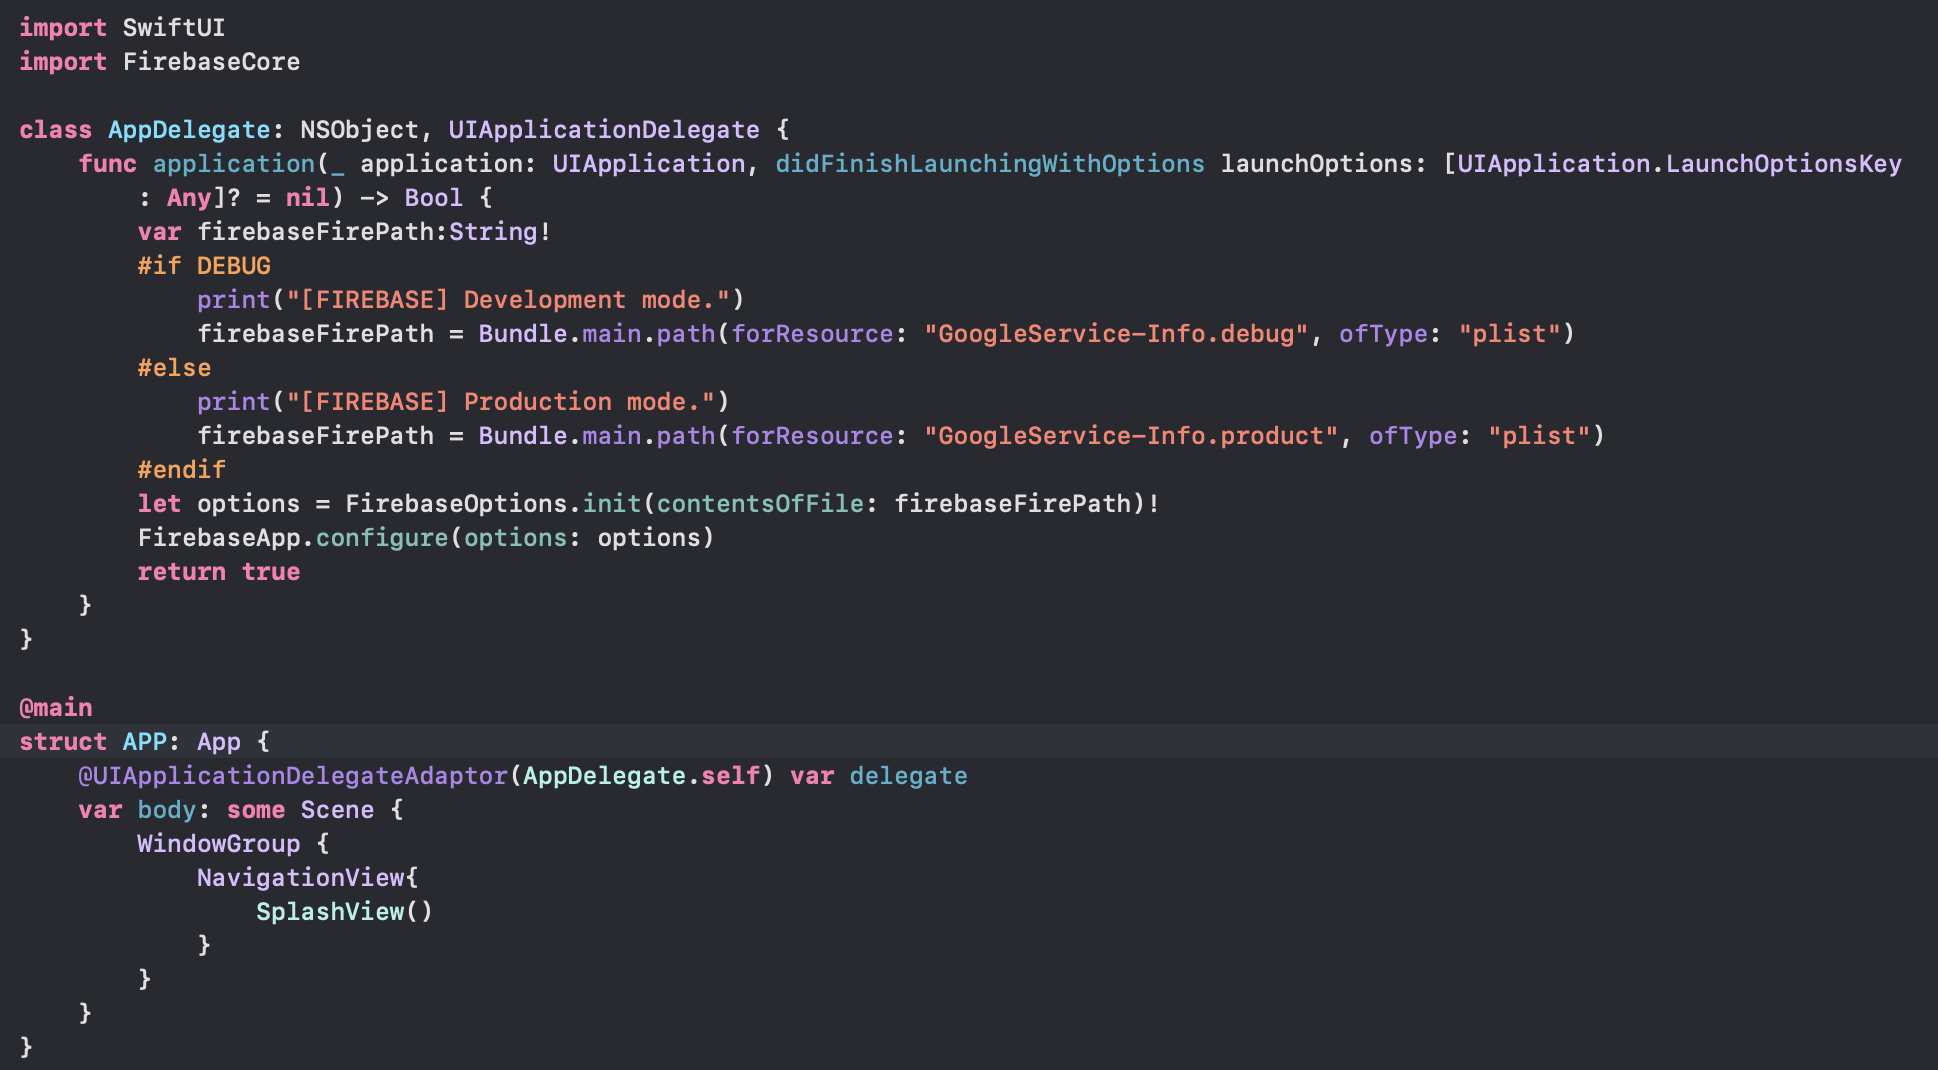 import SwiftUI
import FirebaseCore
class AppDelegate: NSObject, UIApplicationDelegate {
    func application(_ application: UIApplication, didFinishLaunchingWithOptions launchOptions: [UIApplication.LaunchOptionsKey
        : Any]? = nil) -> Bool {
        var firebaseFirePath:String!
        #if DEBUG
            print("[FIREBASE] Development mode.")
            firebaseFirePath = Bundle.main.path(forResource: "GoogleService-Info.debug", ofType: "plist")
        #else
            print("[FIREBASE] Production mode.")
            firebaseFirePath = Bundle.main.path(forResource: "GoogleService-Info.product", ofType: "plist")
        #endif
        let options = FirebaseOptions.init(contentsOfFile: firebaseFirePath)!
        FirebaseApp.configure(options: options)
        return true
    }
}
@main
struct APP: App {
    @UIApplicationDelegateAdaptor(AppDelegate.self) var delegate
    var body: some Scene {
        WindowGroup {
            NavigationView{
                SplashView()
            }
        }
    }
}